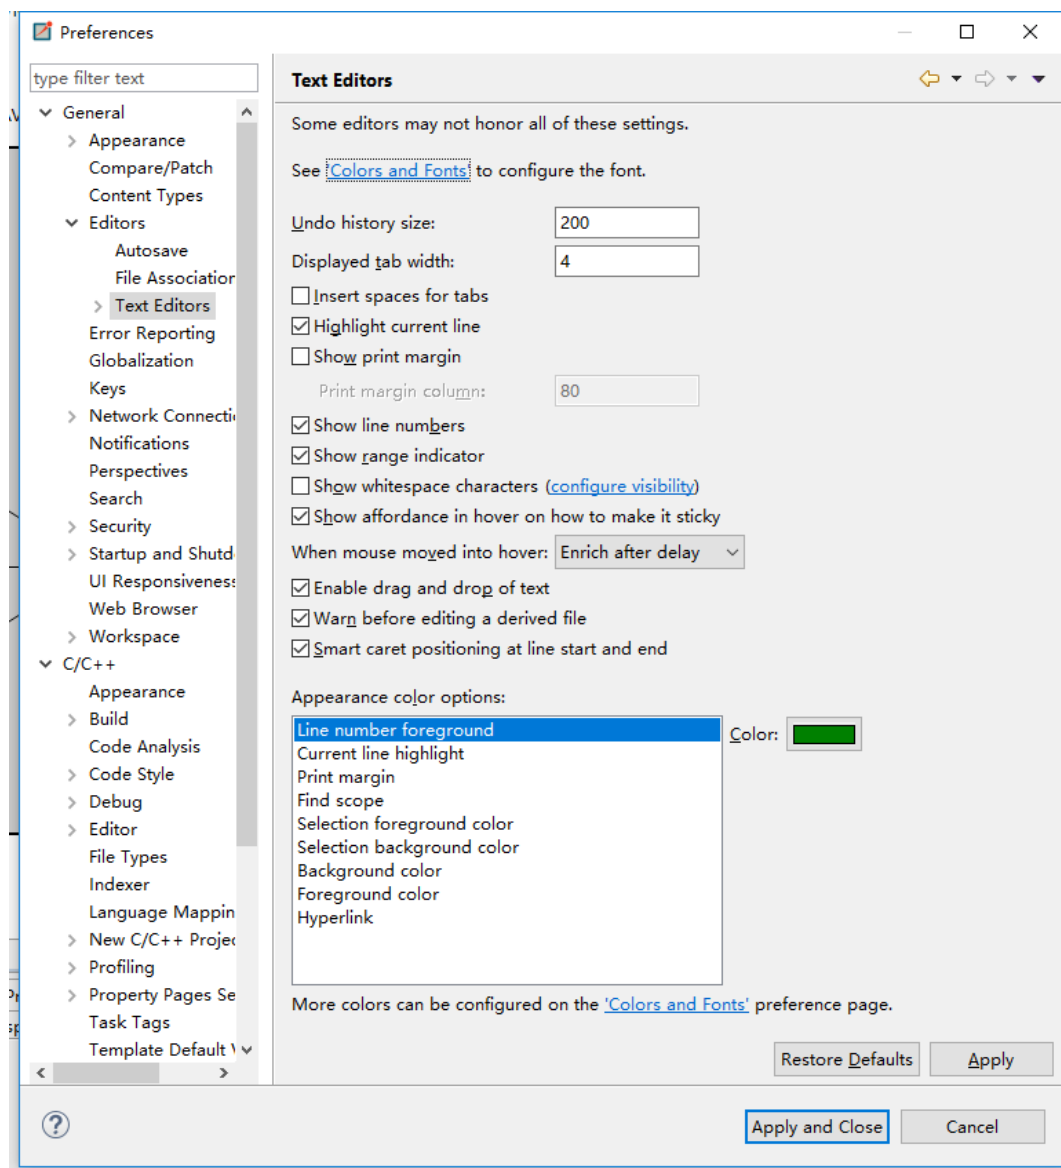 Preferences
type filter text
Text Editors
General
Appearance
Compare/Patch
Content Types
Editors
Autosave
File Association
Text Editors
Error Reporting
Globalization
Keys
Network Connecti
Notifications
Perspectives
Search
Security
Startup and Shutd
UI Responsiveness
Web Browser
Workspace
C/C++
Appearance
Build
Code Analysis
Code Style
Debug
Editor
File Types
Indexer
Language Mappin
New C/C++ Projec
Profiling
Property Pages Se
Task Tags
Template Default V
Some editors may not honor all of these settings.
See 'Colors and Fonts' to configure the font.
Undo history size: 200
Displayed tab width: 4
Insert spaces for tabs
Highlight current line
Show print margin
Print margin column: 80
Show line numbers
Show range indicator
Show whitespace characters (configure visibility)
Show affordance in hover on how to make it sticky
When mouse moved into hover: Enrich after delay
Enable drag and drop of text
Warn before editing a derived file
Smart caret positioning at line start and end
Appearance color options:
Line number foreground
Color:
Current line highlight
Print margin
Find scope
Selection foreground color
Selection background color
Background color
Foreground color
Hyperlink
More colors can be configured on the 'Colors and Fonts' preference page.
Restore Defaults Apply
? Apply and Close Cancel